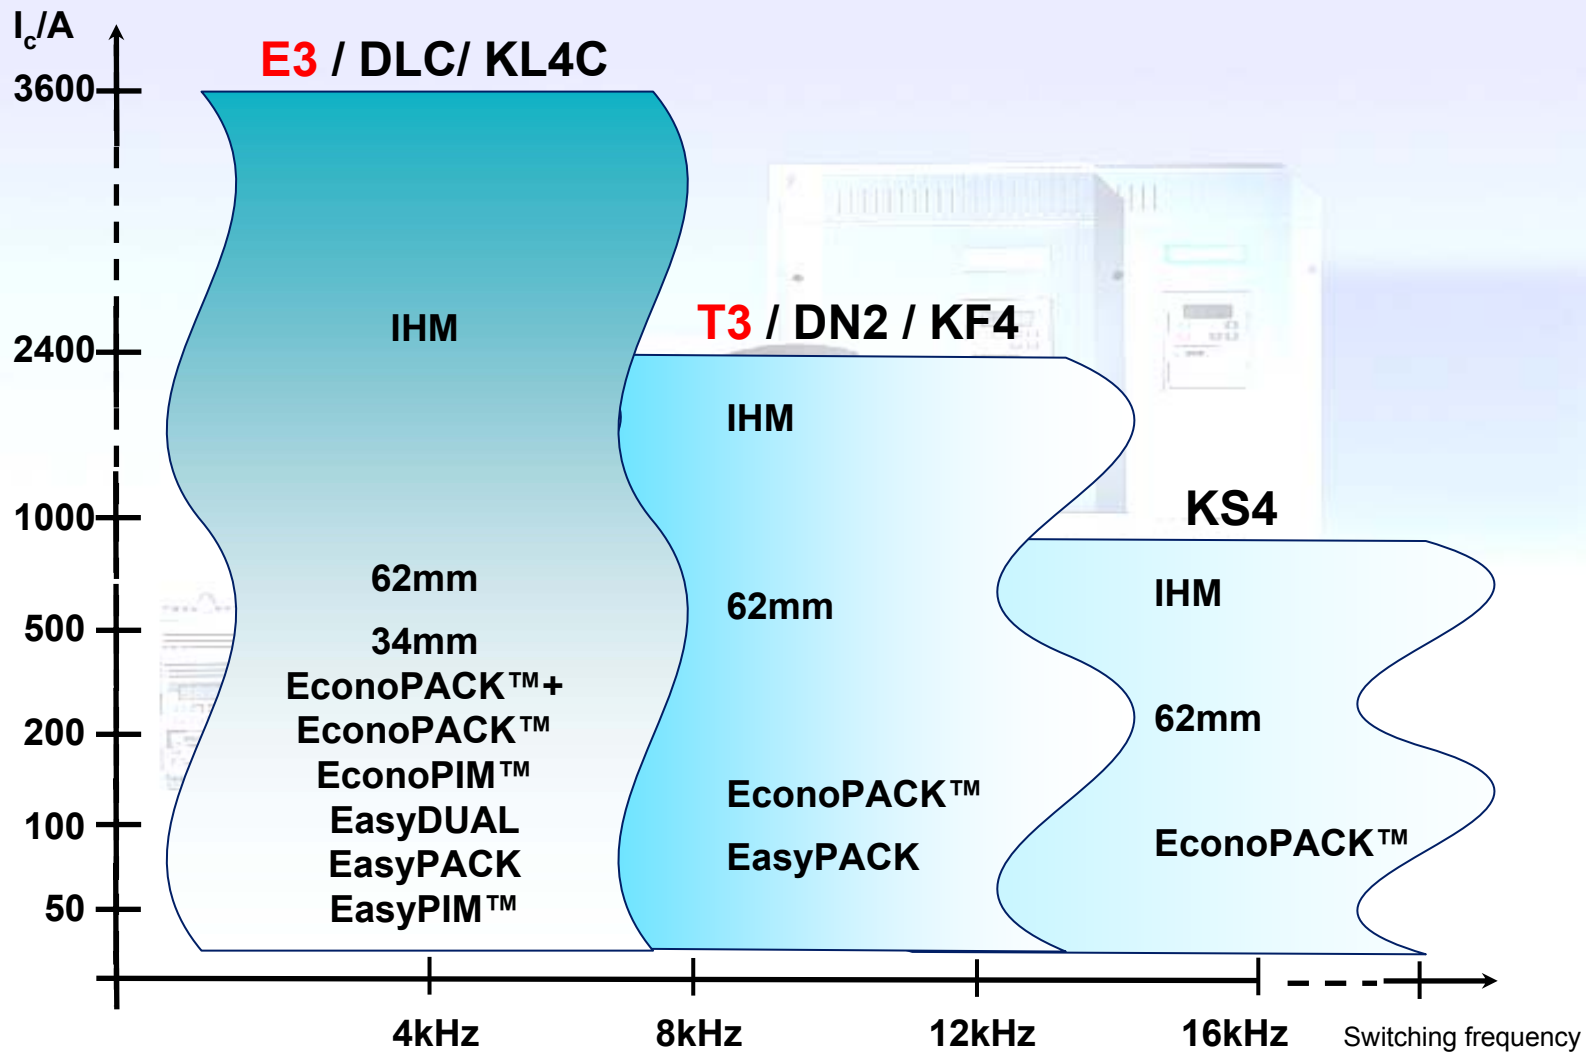 Ic/A
E3 / DLC/ KL4C
3600
IHM
T3 / DN2 / KF4
2400
IHM
KS4
1000
62mm
62mm
IHM
500
34mm
EconoPACK™+
62mm
200
EconoPACK™
EconoPIM™
EconoPACK™
100
EasyDUAL
EconoPACK™
EasyPACK
EasyPACK
50
EasyPIM™
4kHz
8kHz
12kHz
16kHz
Switching frequency